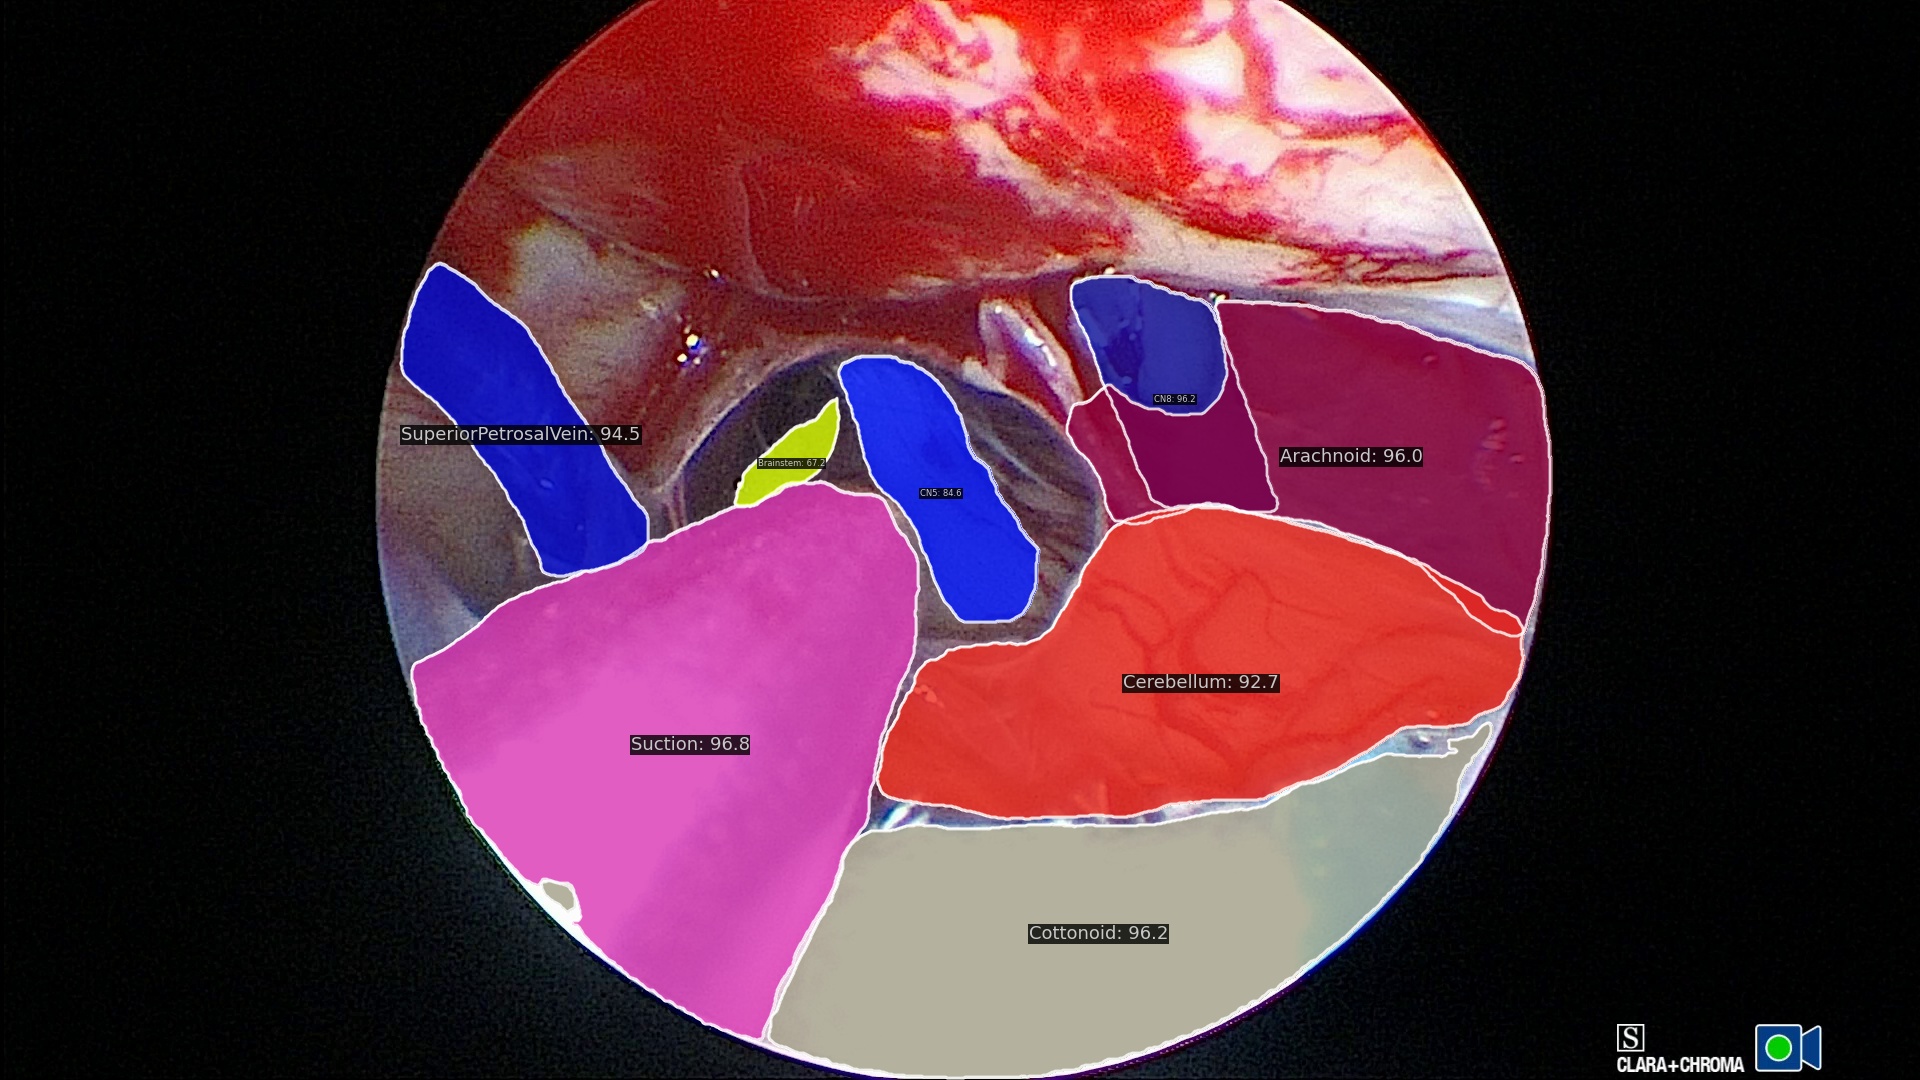 CN8: 96.2
SuperiorPetrosalVein: 94.5
Arachnoid: 96.0
Brainstem: 67.2
CN5: 84.6
Cerebellum: 92.7
Suction: 96.8
Cottonoid: 96.2
S
CLARA+CHROMA